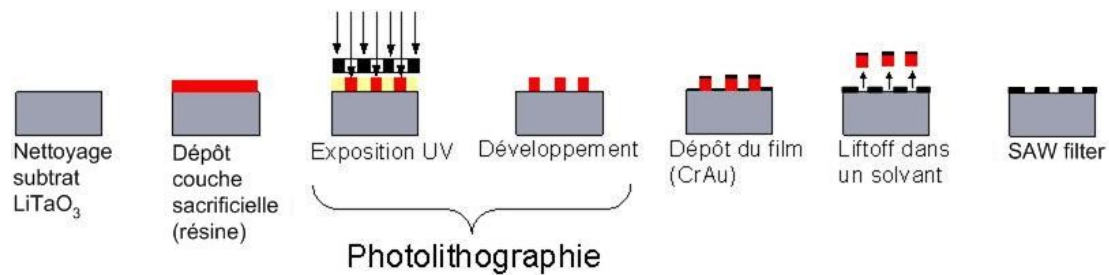 Nettoyage
subtrat
LiTaO₃
Dépôt
couche
sacrificielle
(résine)
Exposition UV
Développement
Dépôt du film
(CrAu)
Liftoff dans
un solvant
SAW filter
Photolithographie